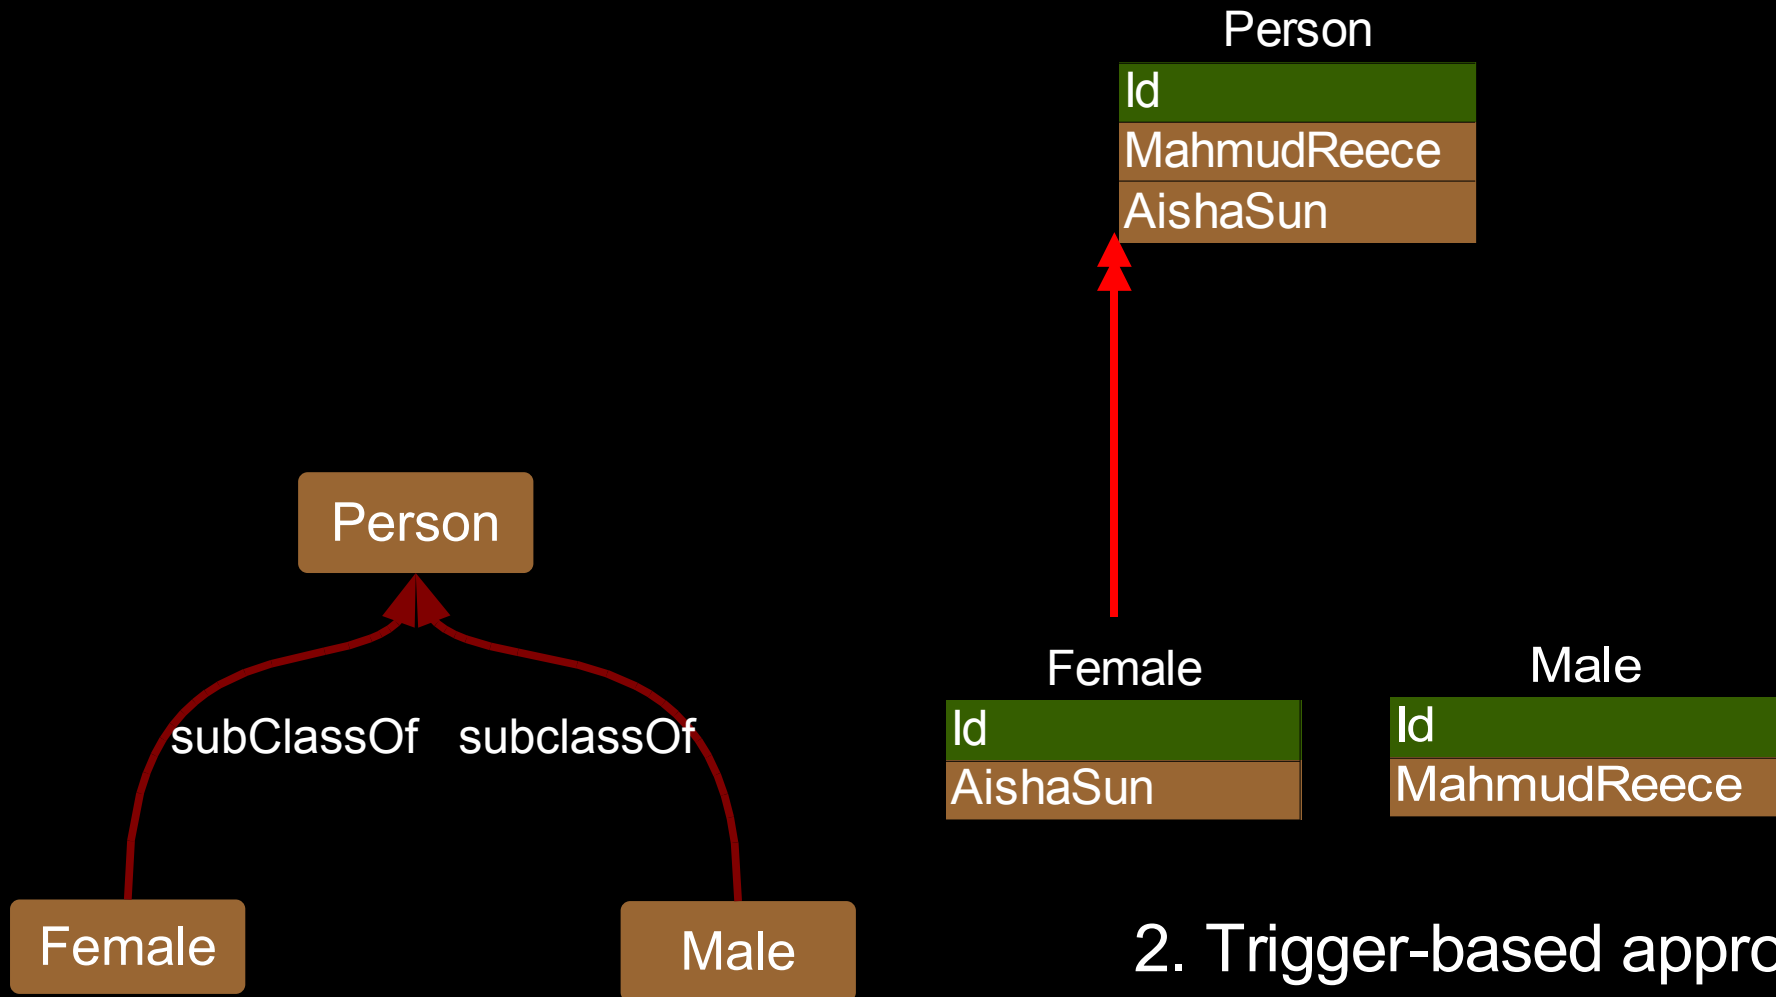 Person
Id
MahmudReece
AishaSun
Person
subClassOf
subclassOf
Female
Male
Female
Id
AishaSun
Male
Id
MahmudReece
2. Trigger-based appro